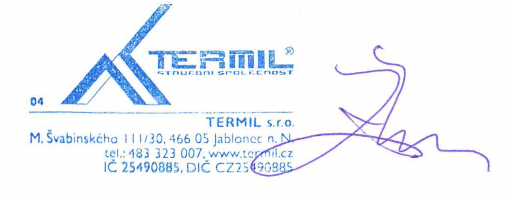 TERMIL®
STAVEBNÍ SPOLEČNOST
04
TERMIL s.r.o.
M. Švabinského 111/30, 466 05 Jablonec n. N.
tel.: 483 323 007, www.termil.cz
IČ 25490885, DIČ CZ25490885